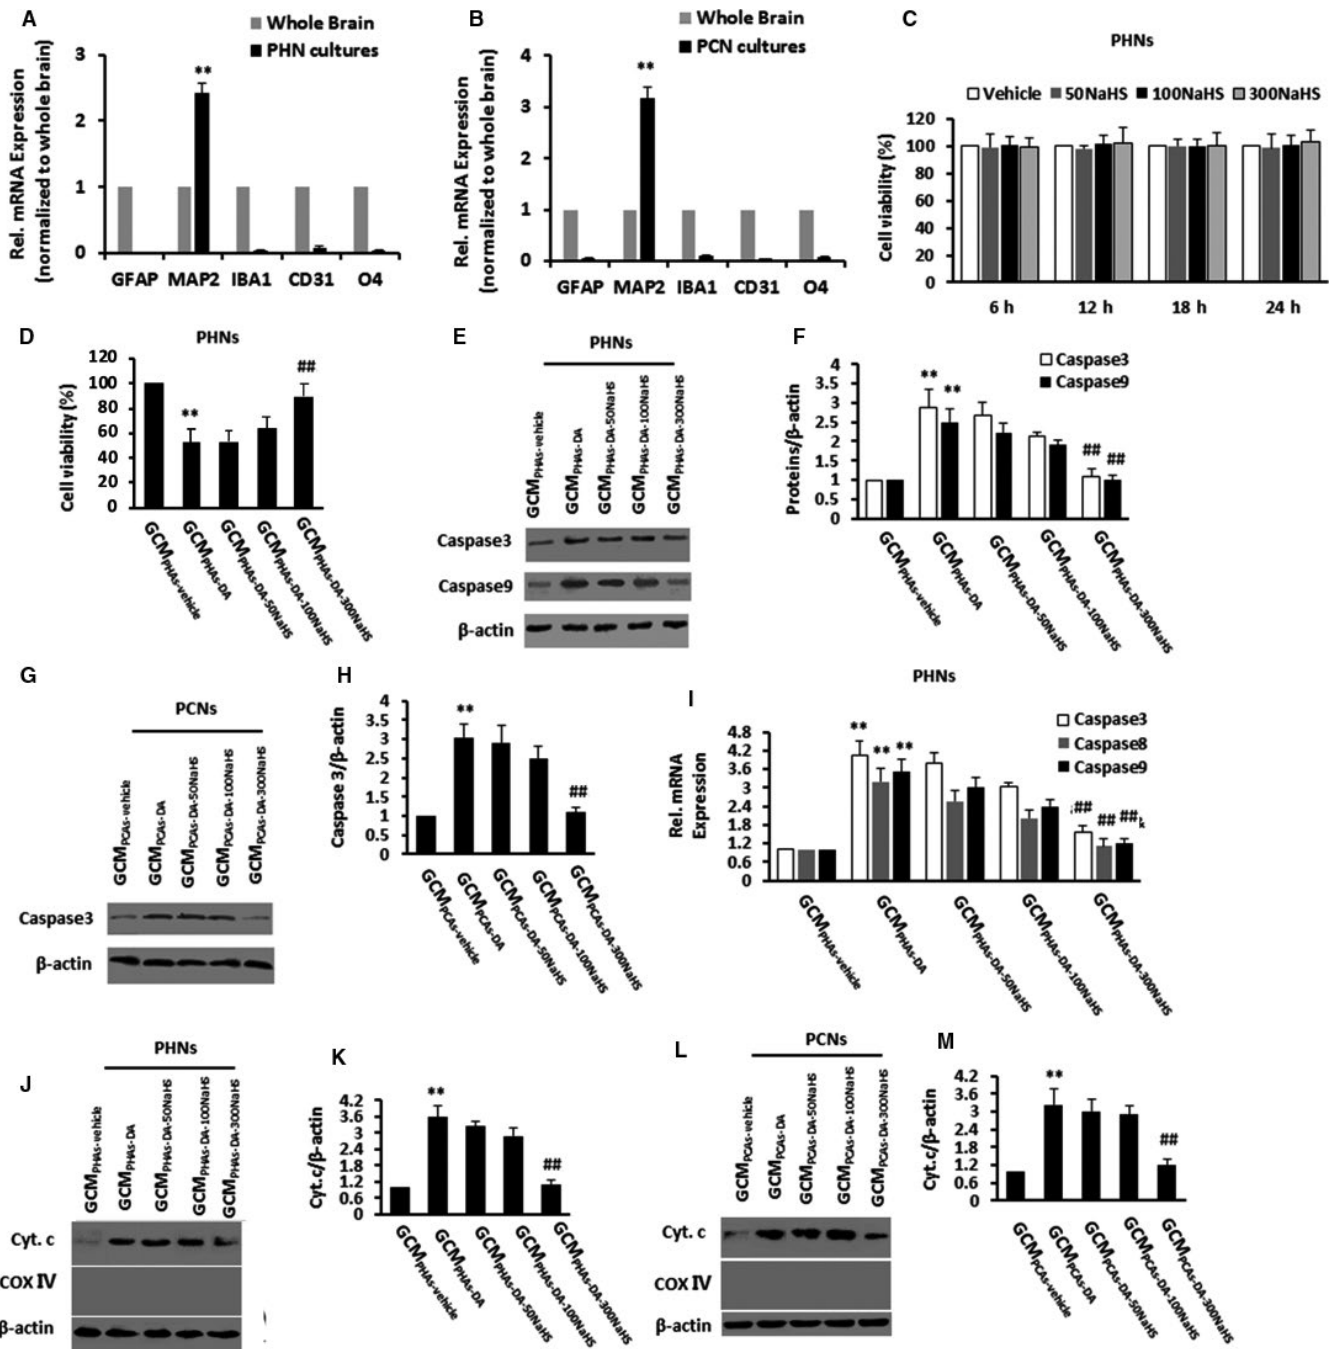 A
Whole Brain
PHN cultures
Rel. mRNA Expression
(normalized to whole brain)
3
2
1
0
**
GFAP MAP2 IBA1 CD31 O4
B
Whole Brain
PCN cultures
Rel. mRNA Expression
(normalized to whole brain)
4
3
2
1
0
**
GFAP MAP2 IBA1 CD31 O4
C
PHNs
Vehicle 50NaHS 100NaHS 300NaHS
Cell viability (%)
120
100
80
60
40
20
0
6 h 12 h 18 h 24 h
D
PHNs
Cell viability (%)
120
100
80
60
40
20
0
**
##
GCMPHAs-vehicle
GCMPHAs-DA
GCMPHAs-DA-50NaHS
GCMPHAs-DA-100NaHS
GCMPHAs-DA-300NaHS
E
PHNs
GCMPHAs-vehicle
GCMPHAs-DA
GCMPHAs-DA-50NaHS
GCMPHAs-DA-100NaHS
GCMPHAs-DA-300NaHS
Caspase3
Caspase9
β-actin
F
Caspase3
Caspase9
Proteins/β-actin
4
3.5
3
2.5
2
1.5
1
0.5
0
** **
## ##
GCMPHAs-vehicle
GCMPHAs-DA
GCMPHAs-DA-50NaHS
GCMPHAs-DA-100NaHS
GCMPHAs-DA-300NaHS
G
PCNs
GCMPCAs-vehicle
GCMPCAs-DA
GCMPCAs-DA-50NaHS
GCMPCAs-DA-100NaHS
GCMPCAs-DA-300NaHS
Caspase3
β-actin
H
Caspase 3/β-actin
4
3.5
3
2.5
2
1.5
1
0.5
0
**
##
GCMPCAs-vehicle
GCMPCAs-DA
GCMPCAs-DA-50NaHS
GCMPCAs-DA-100NaHS
GCMPCAs-DA-300NaHS
I
PHNs
Caspase3
Caspase8
Caspase9
Rel. mRNA
Expression
4.8
4.2
3.6
3
2.4
1.8
1.2
0.6
0
** ** **
## ## ##
GCMPHAs-vehicle
GCMPHAs-DA
GCMPHAs-DA-50NaHS
GCMPHAs-DA-100NaHS
GCMPHAs-DA-300NaHS
J
PHNs
GCMPHAs-vehicle
GCMPHAs-DA
GCMPHAs-DA-50NaHS
GCMPHAs-DA-100NaHS
GCMPHAs-DA-300NaHS
Cyt. c
COX IV
β-actin
K
Cyt.c/β-actin
4.2
3.6
3
2.4
1.8
1.2
0.6
0
**
##
GCMPHAs-vehicle
GCMPHAs-DA
GCMPHAs-DA-50NaHS
GCMPHAs-DA-100NaHS
GCMPHAs-DA-300NaHS
L
PCNs
GCMPCAs-vehicle
GCMPCAs-DA
GCMPCAs-DA-50NaHS
GCMPCAs-DA-100NaHS
GCMPCAs-DA-300NaHS
Cyt. c
COX IV
β-actin
M
Cyt.c/β-actin
4.2
3.6
3
2.4
1.8
1.2
0.6
0
**
##
GCMPCAs-vehicle
GCMPCAs-DA
GCMPCAs-DA-50NaHS
GCMPCAs-DA-100NaHS
GCMPCAs-DA-300NaHS